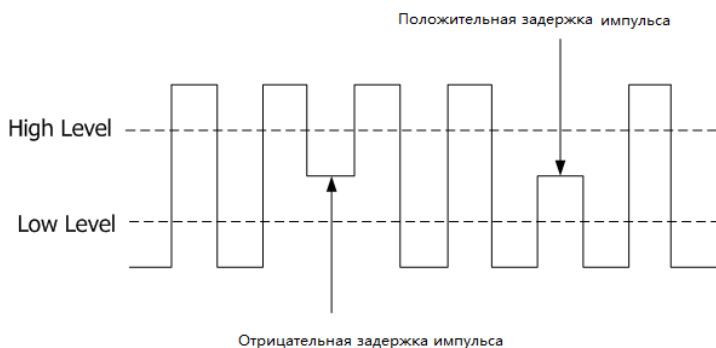 Положительная задержка импульса
High Level
Low Level
Отрицательная задержка импульса